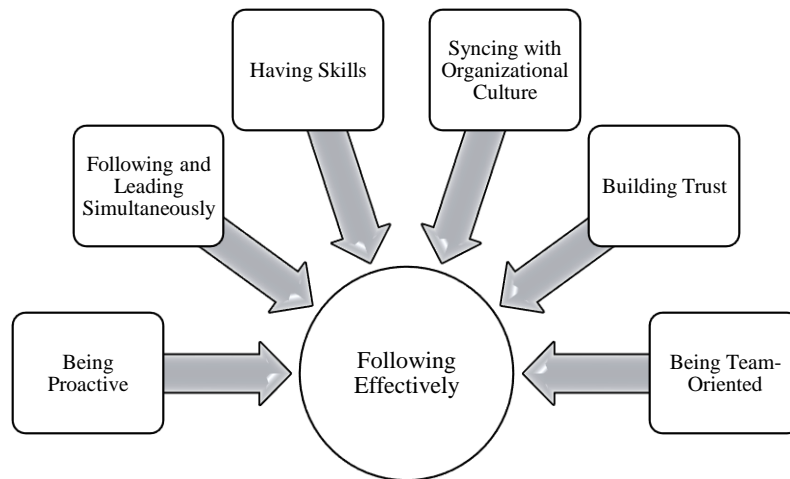 Having Skills
Syncing with
Organizational
Culture
Following and
Leading
Simultaneously
Building Trust
Being
Proactive
Following
Effectively
Being Team-
Oriented